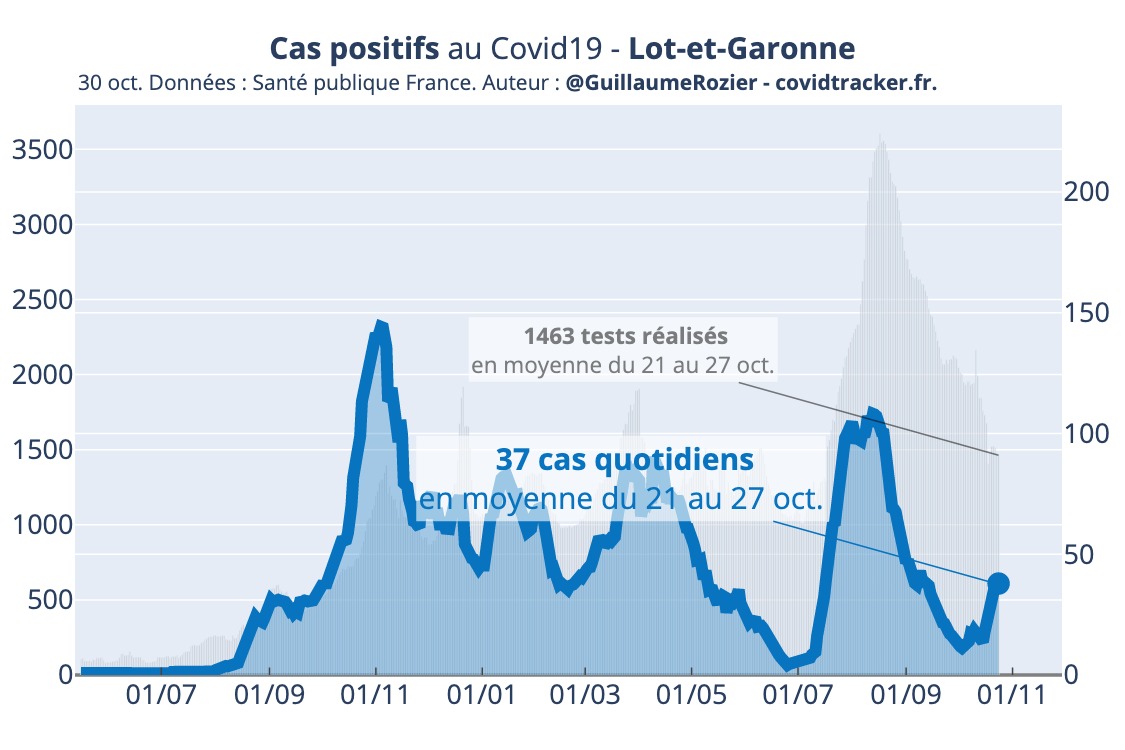 Cas positifs au Covid19 - Lot-et-Garonne
30 oct. Données : Santé publique France. Auteur : @GuillaumeRozier - covidtracker.fr.
3500
3000
2500
2000
1500
1000
500
0
200
150
100
50
0
1463 tests réalisés
en moyenne du 21 au 27 oct.
37 cas quotidiens
en moyenne du 21 au 27 oct.
01/07 01/09 01/11 01/01 01/03 01/05 01/07 01/09 01/11